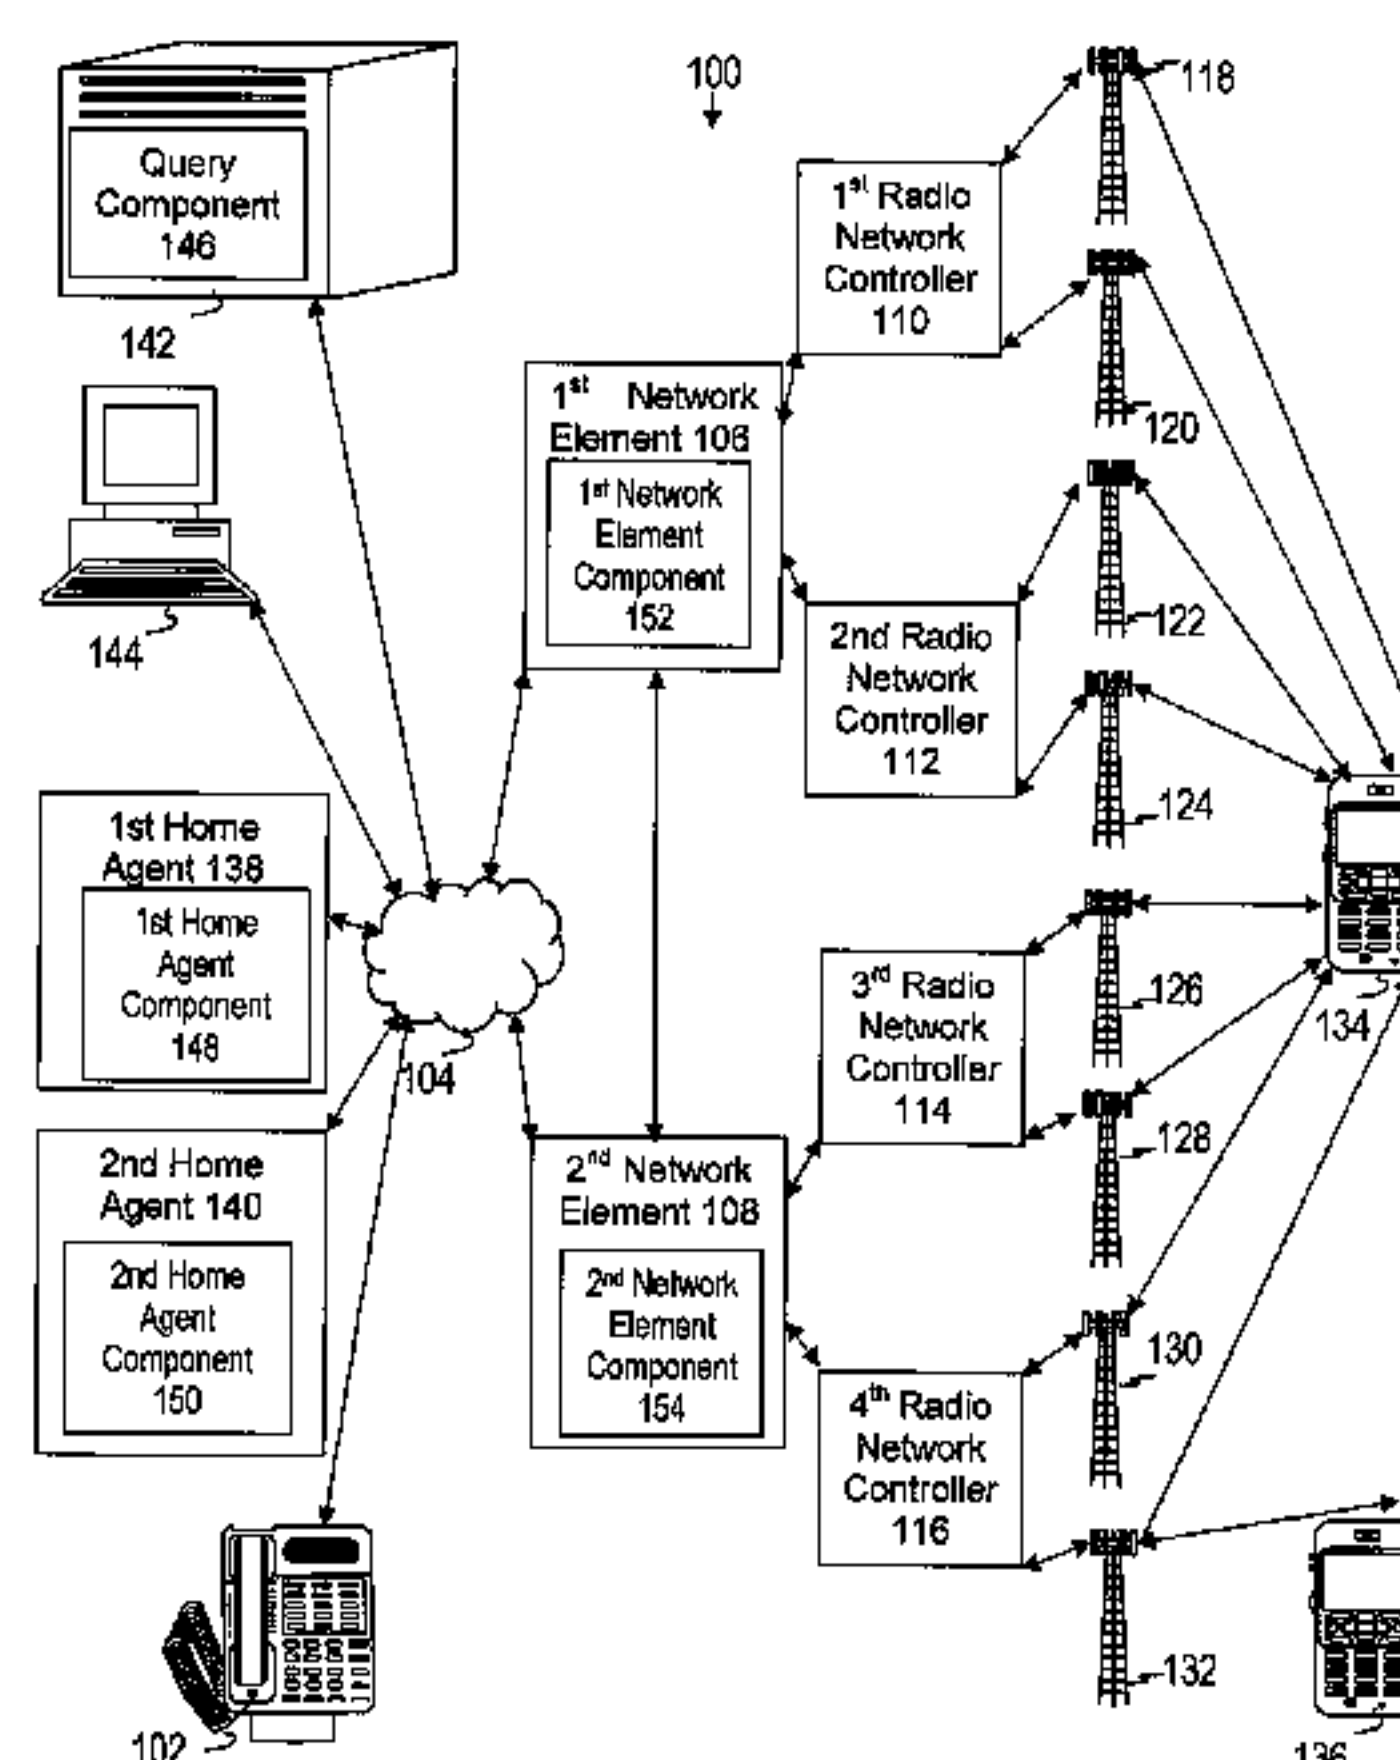 100
118
Query
Component
146
142
1st Radio
Network
Controller
110
120
1st Network
Element 106
1st Network
Element
Component
152
144
122
2nd Radio
Network
Controller
112
124
1st Home
Agent 138
1st Home
Agent
Component
148
104
126
134
3rd Radio
Network
Controller
114
128
2nd Home
Agent 140
2nd Home
Agent
Component
150
2nd Network
Element 108
2nd Network
Element
Component
154
130
4th Radio
Network
Controller
116
132
102
136